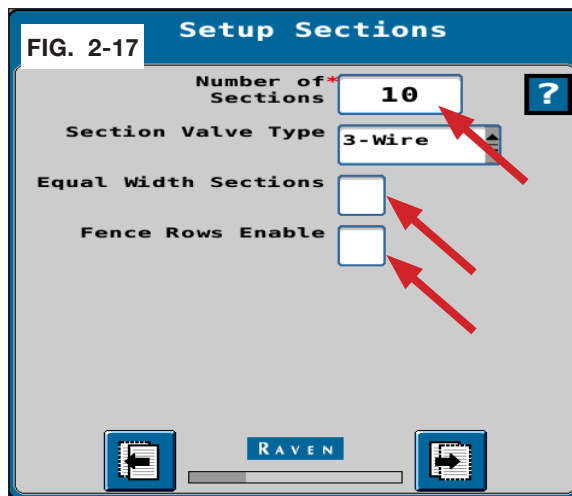 FIG. 2-17
Setup Sections
Number of*
Sections
10
?
Section Valve Type
3-Wire
Equal Width Sections
Fence Rows Enable
RAVEN